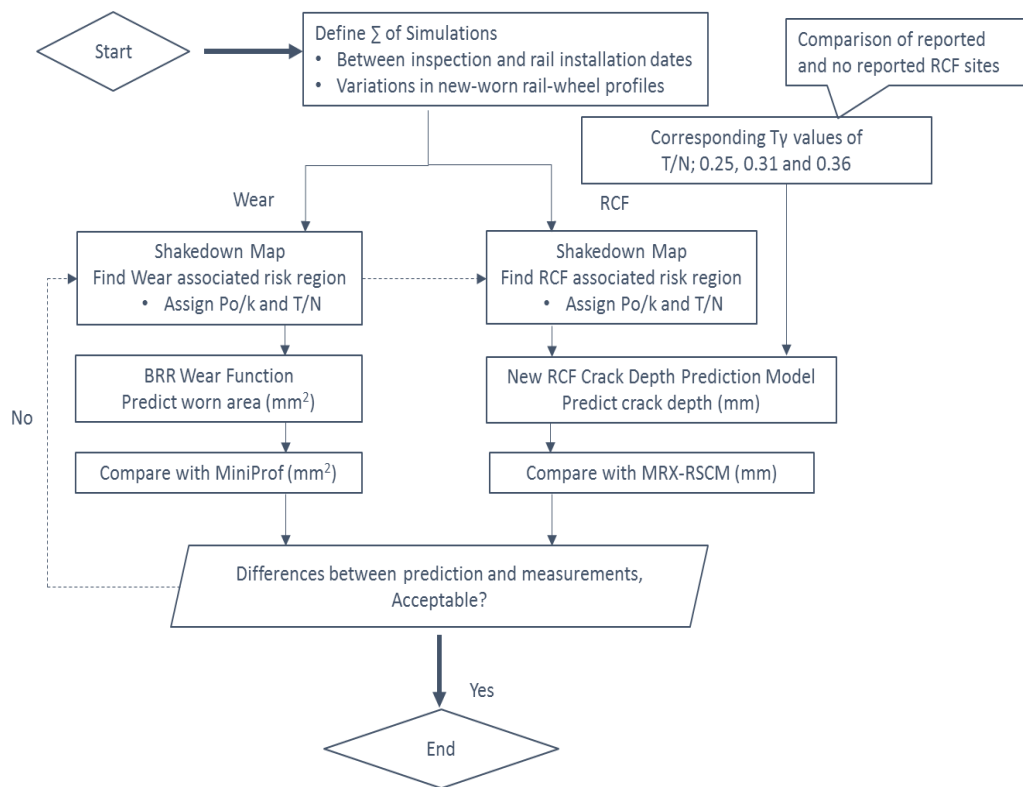 Start
Define ∑ of Simulations
• Between inspection and rail installation dates
• Variations in new-worn rail-wheel profiles
Comparison of reported
and no reported RCF sites
Corresponding Tγ values of
T/N; 0.25, 0.31 and 0.36
Wear
RCF
Shakedown Map
Find Wear associated risk region
• Assign Po/k and T/N
Shakedown Map
Find RCF associated risk region
• Assign Po/k and T/N
BRR Wear Function
Predict worn area (mm²)
New RCF Crack Depth Prediction Model
Predict crack depth (mm)
No
Compare with MiniProf (mm²)
Compare with MRX-RSCM (mm)
Differences between prediction and measurements,
Acceptable?
Yes
End